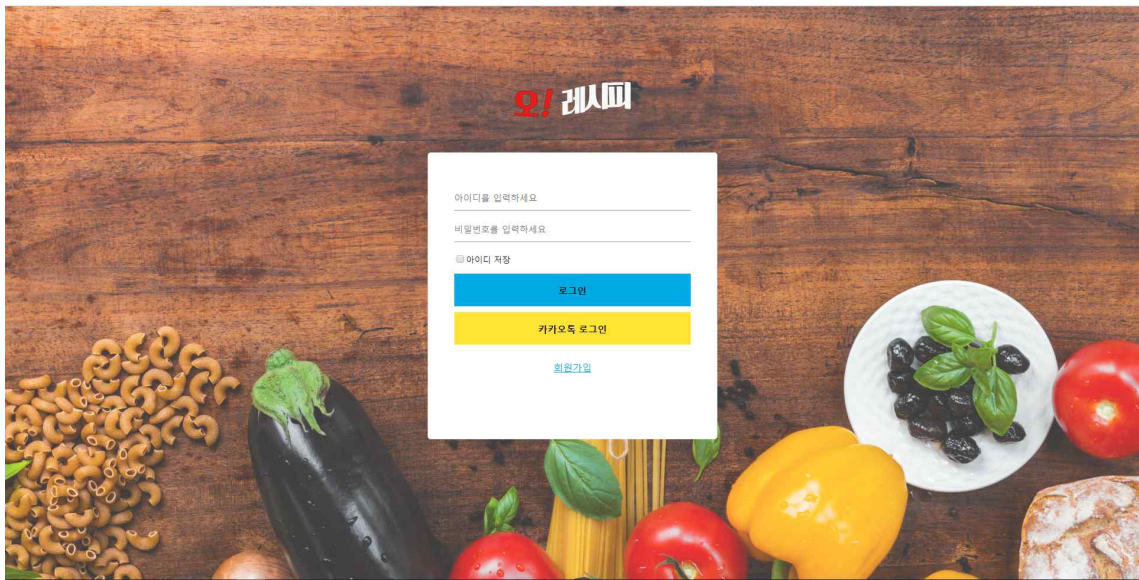 오! 레시피
아이디를 입력하세요
비밀번호를 입력하세요
아이디 저장
로그인
카카오톡 로그인
회원가입